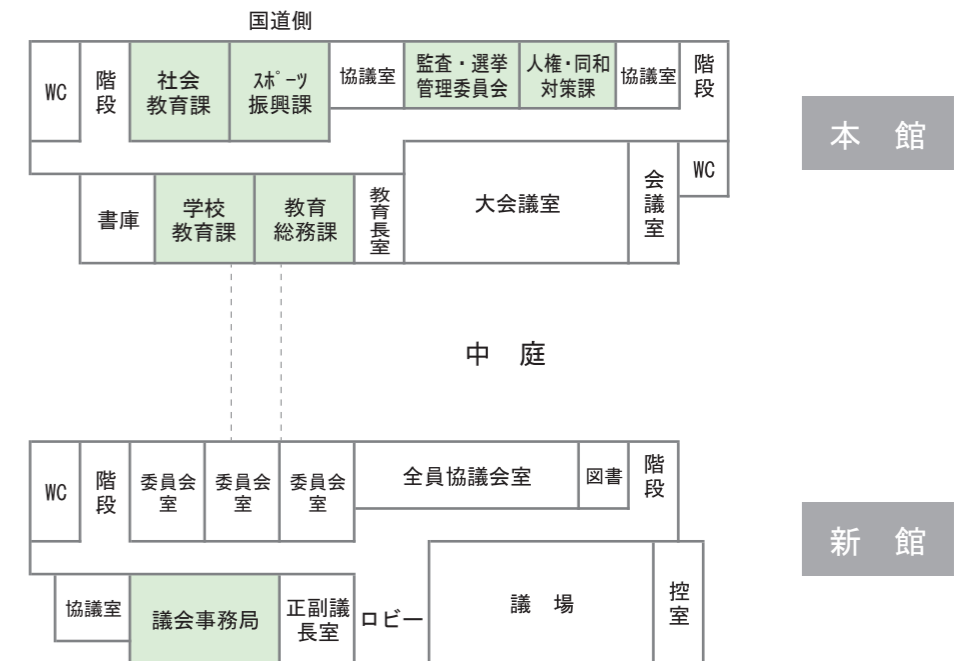 国道側
WC
階段
社会
教育課
ｽﾎﾟｰﾂ
振興課
協議室
監査・選挙
管理委員会
人権・同和
対策課
協議室
階段
本　館
WC
書庫
学校
教育課
教育
総務課
教育長室
大会議室
会議室
中　庭
WC
階段
委員会
室
委員会
室
委員会
室
全員協議会室
図書
階段
新　館
協議室
議会事務局
正副議
長室
ロビー
議　場
控室